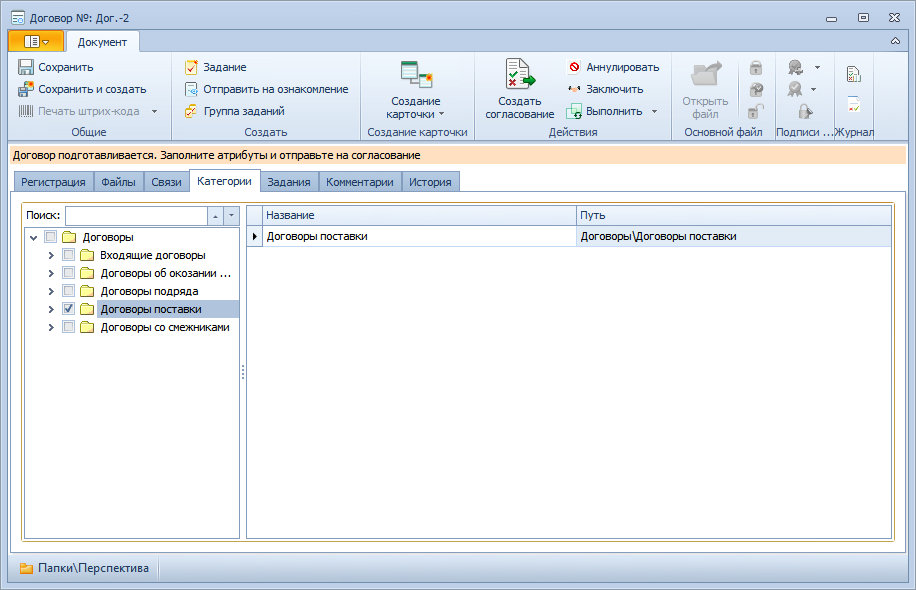 Договор №: Дог.-2
Документ
Сохранить
Сохранить и создать
Печать штрих-кода
Общие
Задание
Отправить на ознакомление
Группа заданий
Создать
Создание
карточки
Создание карточки
Создать
согласование
Аннулировать
Заключить
Выполнить
Действия
Открыть
файл
Основной файл
Подписи ...
Журнал
Договор подготавливается. Заполните атрибуты и отправьте на согласование
Регистрация
Файлы
Связи
Категории
Задания
Комментарии
История
Поиск:
Договоры
Входящие договоры
Договоры об окозании ...
Договоры подряда
Договоры поставки
Договоры со смежниками
Название
Путь
Договоры поставки
Договоры\Договоры поставки
Папки\Перспектива